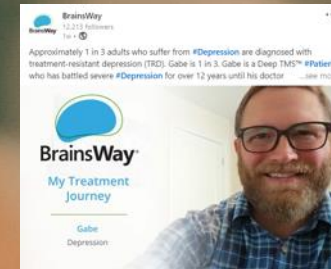 BrainsWay
12,213 followers
1w •
Approximately 1 in 3 adults who suffer from #Depression are diagnosed with
treatment-resistant depression (TRD). Gabe is 1 in 3. Gabe is a Deep TMS™ #Patien
who has battled severe #Depression for over 12 years until his doctor ...see mo
BrainsWay
My Treatment
Journey
Gabe
Depression